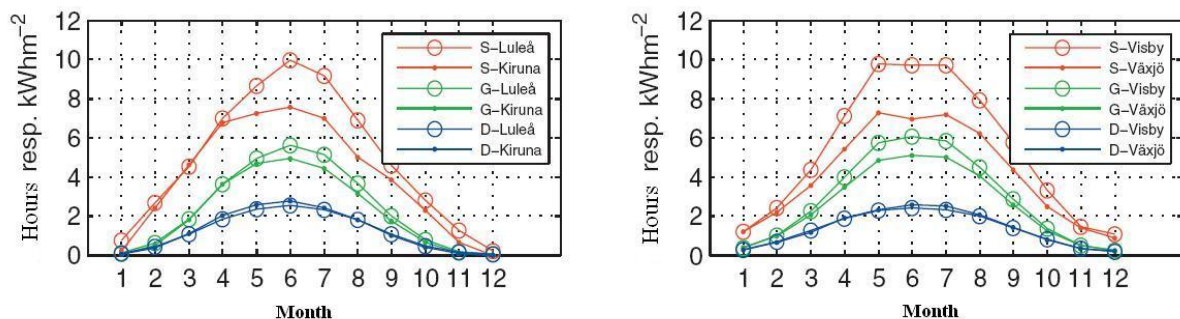 Hours resp. kWhm⁻²
12
10
8
6
4
2
0
1 2 3 4 5 6 7 8 9 10 11 12
Month
S–Luleå
S–Kiruna
G–Luleå
G–Kiruna
D–Luleå
D–Kiruna
Hours resp. kWhm⁻²
12
10
8
6
4
2
0
1 2 3 4 5 6 7 8 9 10 11 12
Month
S–Visby
S–Växjö
G–Visby
G–Växjö
D–Visby
D–Växjö